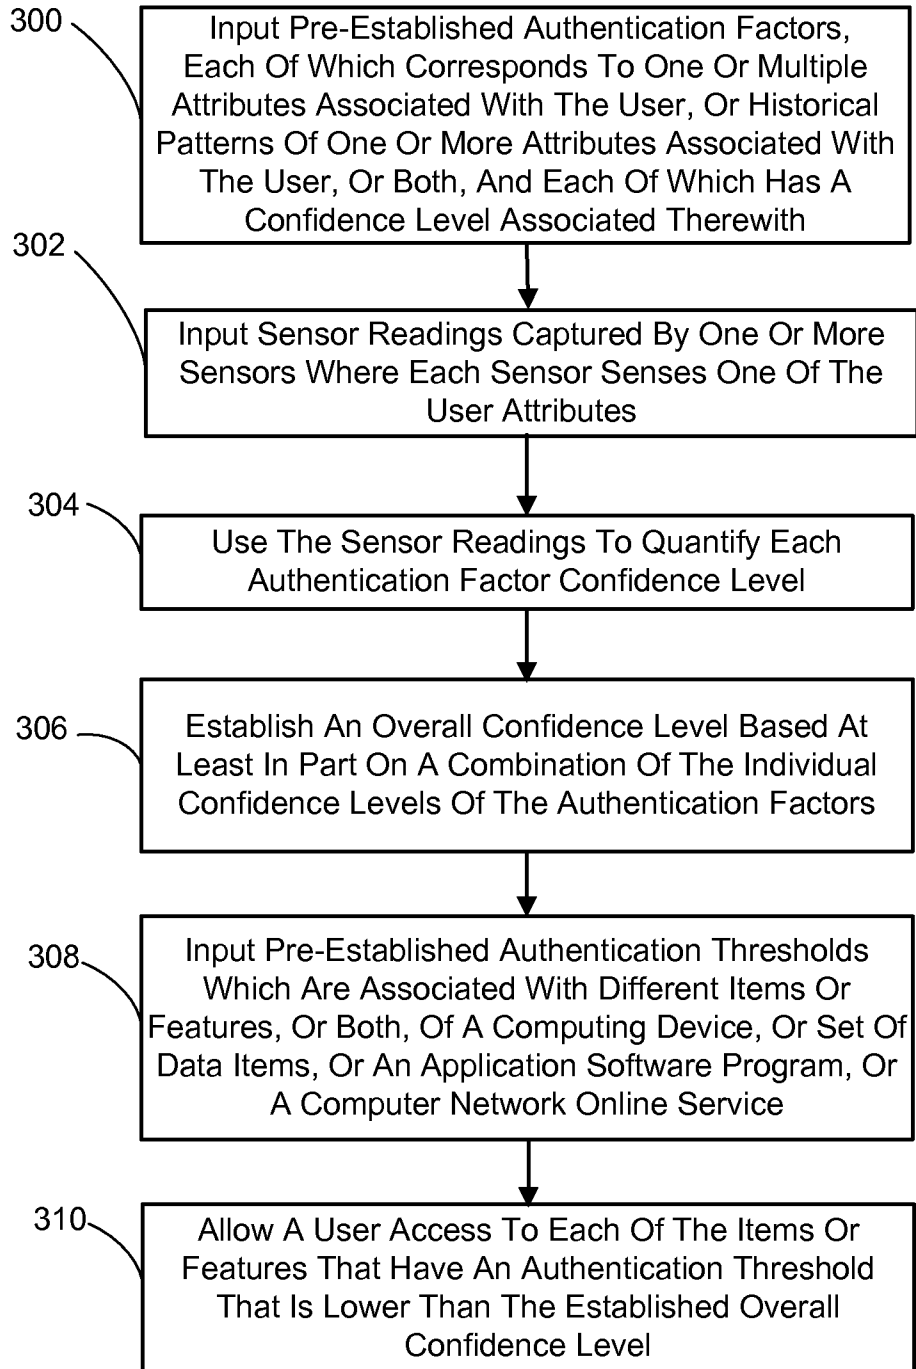 300
Input Pre-Established Authentication Factors,
Each Of Which Corresponds To One Or Multiple
Attributes Associated With The User, Or Historical
Patterns Of One Or More Attributes Associated With
The User, Or Both, And Each Of Which Has A
Confidence Level Associated Therewith
302
Input Sensor Readings Captured By One Or More
Sensors Where Each Sensor Senses One Of The
User Attributes
304
Use The Sensor Readings To Quantify Each
Authentication Factor Confidence Level
306
Establish An Overall Confidence Level Based At
Least In Part On A Combination Of The Individual
Confidence Levels Of The Authentication Factors
308
Input Pre-Established Authentication Thresholds
Which Are Associated With Different Items Or
Features, Or Both, Of A Computing Device, Or Set Of
Data Items, Or An Application Software Program, Or
A Computer Network Online Service
310
Allow A User Access To Each Of The Items Or
Features That Have An Authentication Threshold
That Is Lower Than The Established Overall
Confidence Level